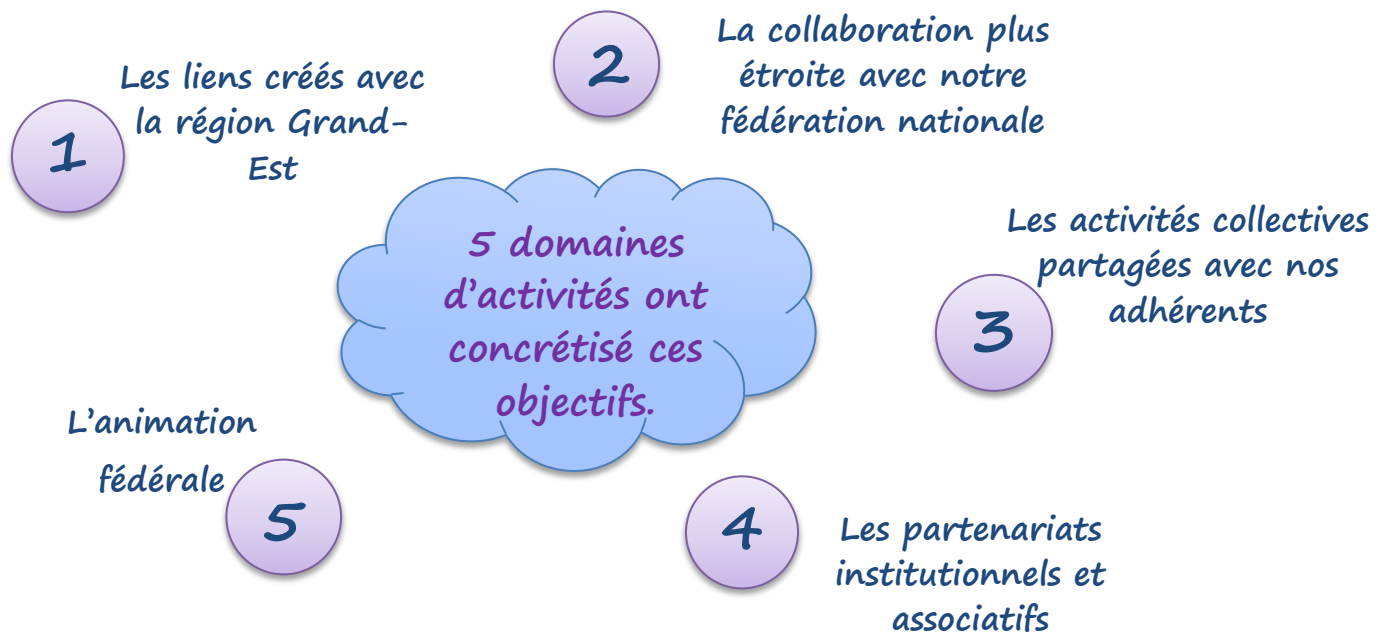 1
Les liens créés avec
la région Grand-
Est
2
La collaboration plus
étroite avec notre
fédération nationale
5 domaines
d'activités ont
concrétisé ces
objectifs.
3
Les activités collectives
partagées avec nos
adhérents
4
Les partenariats
institutionnels et
associatifs
5
L'animation
fédérale